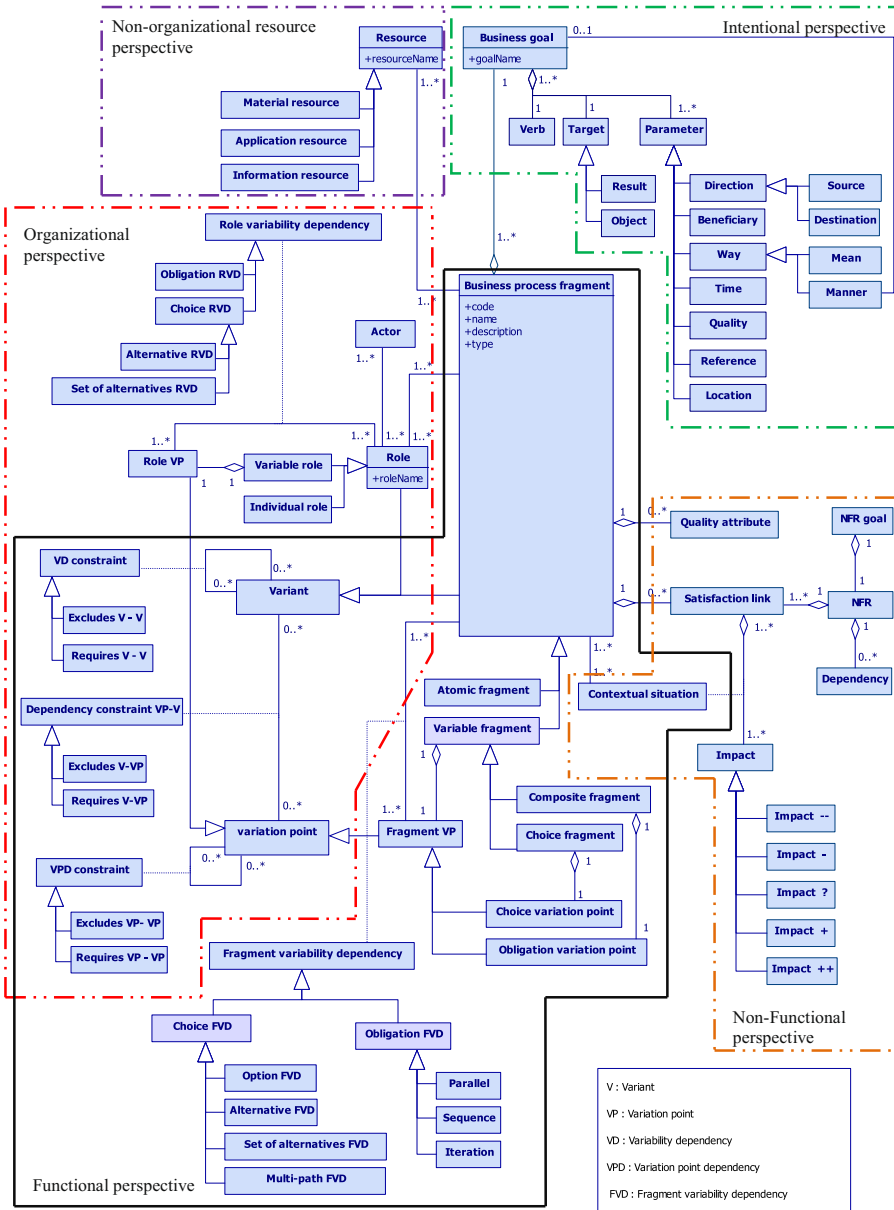 Non-organizational resource
perspective
Resource
+resourceName
1..*
Material resource
Application resource
Information resource
Business goal
+goalName
0..1
Intentional perspective
1
1..*
1
1
1..*
Verb
Target
Parameter
Result
Object
Direction
Source
Beneficiary
Destination
Way
Mean
Time
Manner
Quality
Reference
Location
Organizational
perspective
Role variability dependency
Obligation RVD
Choice RVD
Alternative RVD
Set of alternatives RVD
Actor
1..*
1..*
1..*
1..*
Business process fragment
+code
+name
+description
+type
1..*
1..*
1..*
1..*
Role VP
1
1
Variable role
Individual role
Role
+roleName
1
0..*
Quality attribute
NFR goal
1
1
VD constraint
0..*
0..*
Variant
Excludes V - V
Requires V - V
0..*
1
0..*
Satisfaction link
1..*
1
NFR
1..*
1
0..*
Dependency
1..*
1..*
1..*
Atomic fragment
Contextual situation
Dependency constraint VP-V
Variable fragment
Excludes V-VP
Requires V-VP
1
1..*
Impact
0..*
1..*
1
Composite fragment
variation point
Fragment VP
Choice fragment
1
1
Impact --
Impact -
Impact ?
Impact +
Impact ++
VPD constraint
0..*
0..*
Excludes VP- VP
Requires VP - VP
1
Choice variation point
1
Obligation variation point
Fragment variability dependency
Choice FVD
Obligation FVD
Option FVD
Alternative FVD
Set of alternatives FVD
Multi-path FVD
Parallel
Sequence
Iteration
Functional perspective
Non-Functional
perspective
V : Variant
VP : Variation point
VD : Variability dependency
VPD : Variation point dependency
FVD : Fragment variability dependency